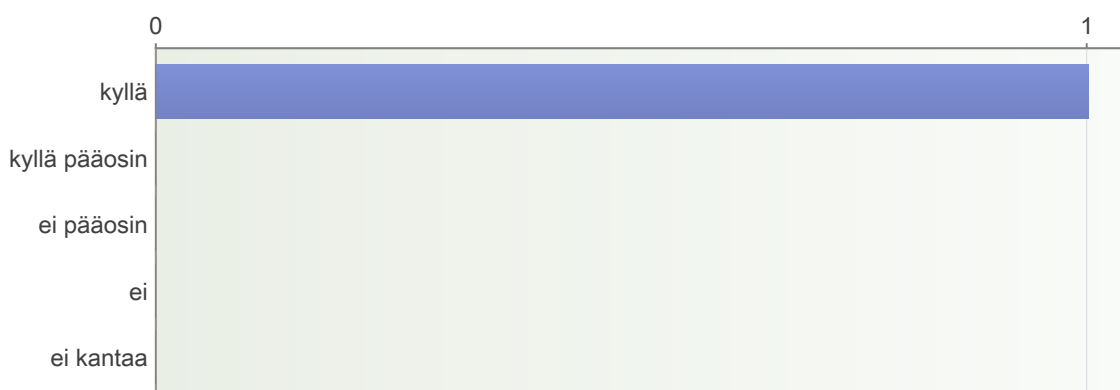 0 1
kyllä
kyllä pääosin
ei pääosin
ei
ei kantaa